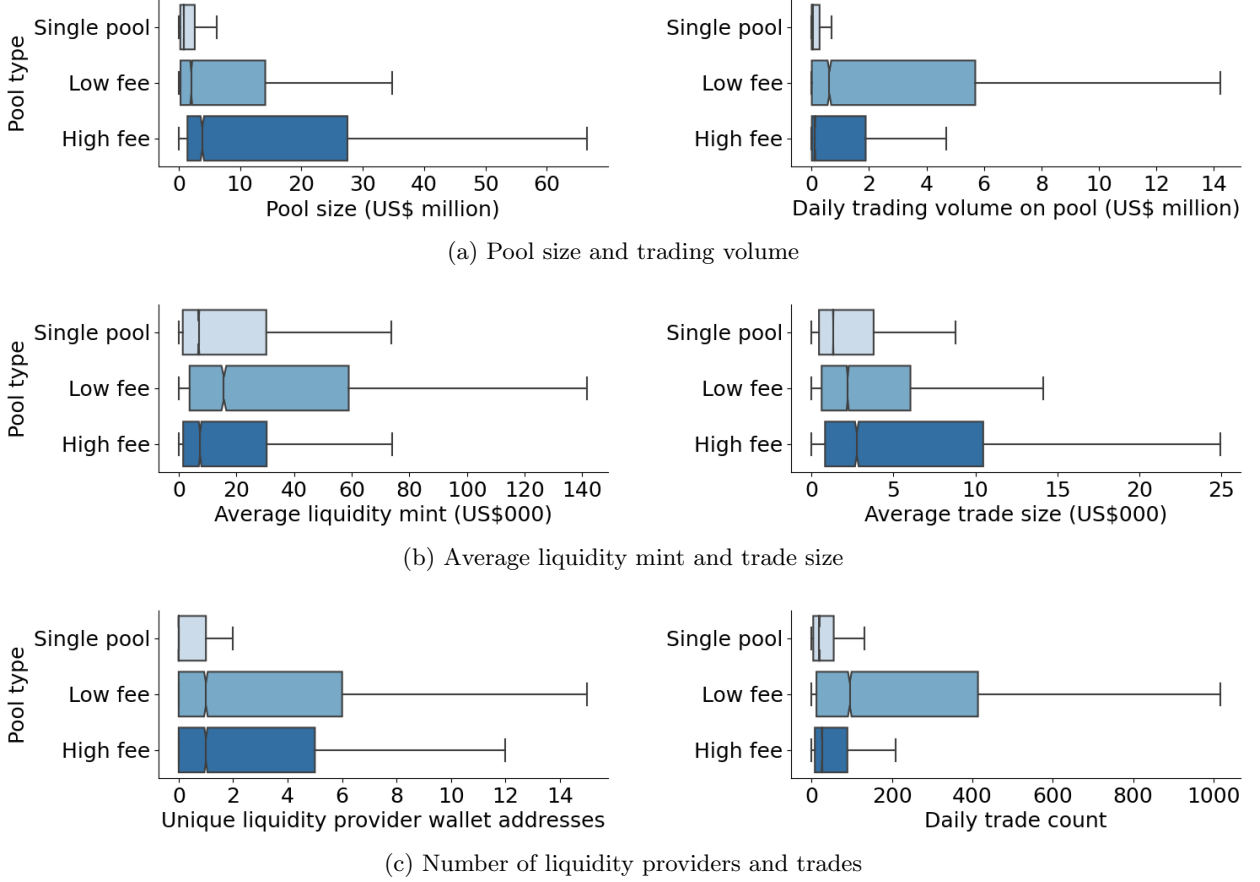 Pool type
Single pool
Low fee
High fee
0 10 20 30 40 50 60
Pool size (US$ million)
Single pool
Low fee
High fee
0 2 4 6 8 10 12 14
Daily trading volume on pool (US$ million)
(a) Pool size and trading volume
Pool type
Single pool
Low fee
High fee
0 20 40 60 80 100 120 140
Average liquidity mint (US$000)
Single pool
Low fee
High fee
0 5 10 15 20 25
Average trade size (US$000)
(b) Average liquidity mint and trade size
Pool type
Single pool
Low fee
High fee
0 2 4 6 8 10 12 14
Unique liquidity provider wallet addresses
Single pool
Low fee
High fee
0 200 400 600 800 1000
Daily trade count
(c) Number of liquidity providers and trades